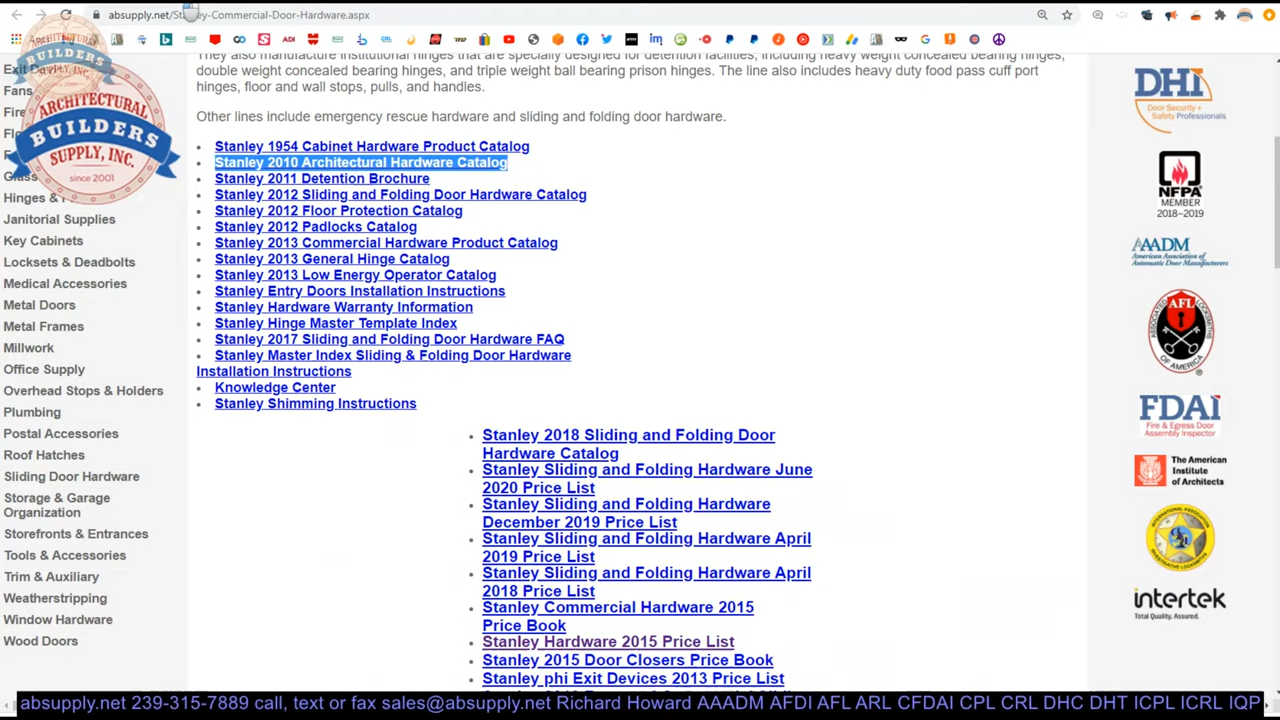 absupply.net/Stanley-Commercial-Door-Hardware.aspx
They also manufacture institutional hinges that are specially designed for detention facilities, including heavy weight concealed bearing hinges,
double weight concealed bearing hinges, and triple weight ball bearing prison hinges. The line also includes heavy duty food pass cuff port
hinges, floor and wall stops, pulls, and handles.
Other lines include emergency rescue hardware and sliding and folding door hardware.
Stanley 1954 Cabinet Hardware Product Catalog
Stanley 2010 Architectural Hardware Catalog
Stanley 2011 Detention Brochure
Stanley 2012 Sliding and Folding Door Hardware Catalog
Stanley 2012 Floor Protection Catalog
Stanley 2012 Padlocks Catalog
Stanley 2013 Commercial Hardware Product Catalog
Stanley 2013 General Hinge Catalog
Stanley 2013 Low Energy Operator Catalog
Stanley Entry Doors Installation Instructions
Stanley Hardware Warranty Information
Stanley Hinge Master Template Index
Stanley 2017 Sliding and Folding Door Hardware FAQ
Stanley Master Index Sliding & Folding Door Hardware
Installation Instructions
Knowledge Center
Stanley Shimming Instructions
Stanley 2018 Sliding and Folding Door
Hardware Catalog
Stanley Sliding and Folding Hardware June
2020 Price List
Stanley Sliding and Folding Hardware
December 2019 Price List
Stanley Sliding and Folding Hardware April
2019 Price List
Stanley Sliding and Folding Hardware April
2018 Price List
Stanley Commercial Hardware 2015
Price Book
Stanley Hardware 2015 Price List
Stanley 2015 Door Closers Price Book
Stanley phi Exit Devices 2013 Price List
Fans
ARCHITECTURAL
BUILDERS
SUPPLY, INC.
since 2001
Janitorial Supplies
Key Cabinets
Locksets & Deadbolts
Medical Accessories
Metal Doors
Metal Frames
Millwork
Office Supply
Overhead Stops & Holders
Plumbing
Postal Accessories
Roof Hatches
Sliding Door Hardware
Storage & Garage
Organization
Storefronts & Entrances
Tools & Accessories
Trim & Auxiliary
Weatherstripping
Window Hardware
Wood Doors
DHI
Door Security +
Safety Professionals
NFPA
MEMBER
2018-2019
AADM
American Association of
Automatic Door Manufacturers
ASSOCIATED
AFL
LOCKSMITHS
OF AMERICA
FDAI
Fire & Egress Door
Assembly Inspector
The American
Institute of
Architects
INTERNATIONAL ASSOCIATION
INVESTIGATIVE LOCKSMITHS
intertek
Total Quality. Assured.
absupply.net 239-315-7889 call, text or fax sales@absupply.net Richard Howard AAADM AFDI AFL ARL CFDAI CPL CRL DHC DHT ICPL ICRL IQP